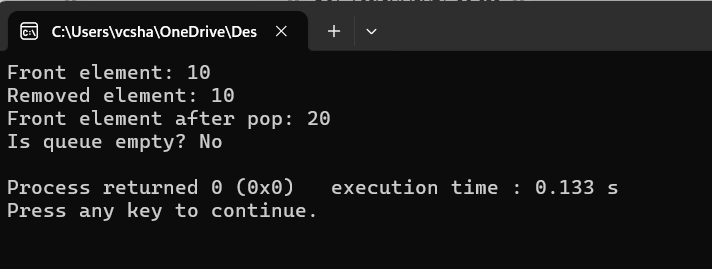 C:\Users\vcsha\OneDrive\Des
Front element: 10
Removed element: 10
Front element after pop: 20
Is queue empty? No
Process returned 0 (0x0)   execution time : 0.133 s
Press any key to continue.